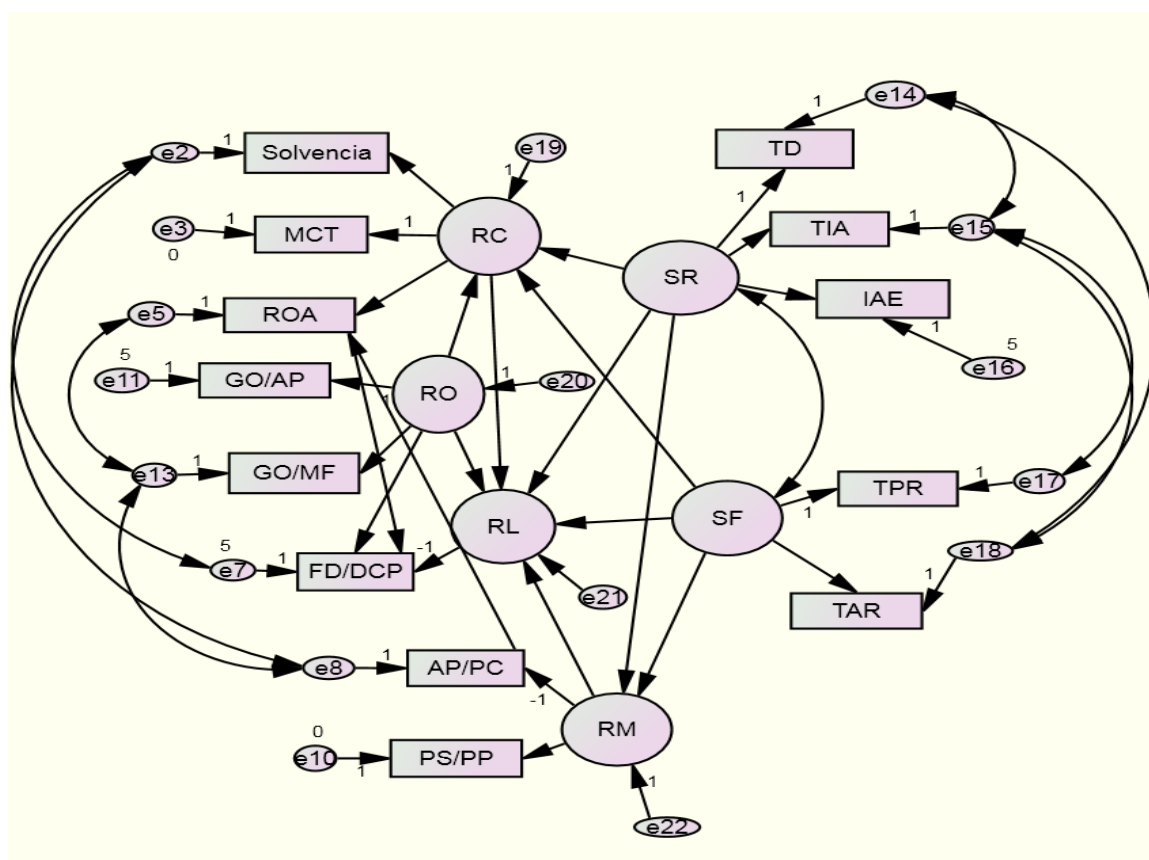 e14
1
TD
e2
1
Solvencia
e19
1
1
TIA
1
e15
e3
0
1
MCT
1
RC
SR
IAE
1
5
e16
e5
1
ROA
5
e11
1
GO/AP
1
RO
1
e20
e13
1
GO/MF
TPR
1
e17
1
SF
RL
5
e7
1
FD/DCP
-1
e18
1
e21
TAR
e8
1
AP/PC
-1
RM
0
e10
1
PS/PP
1
e22